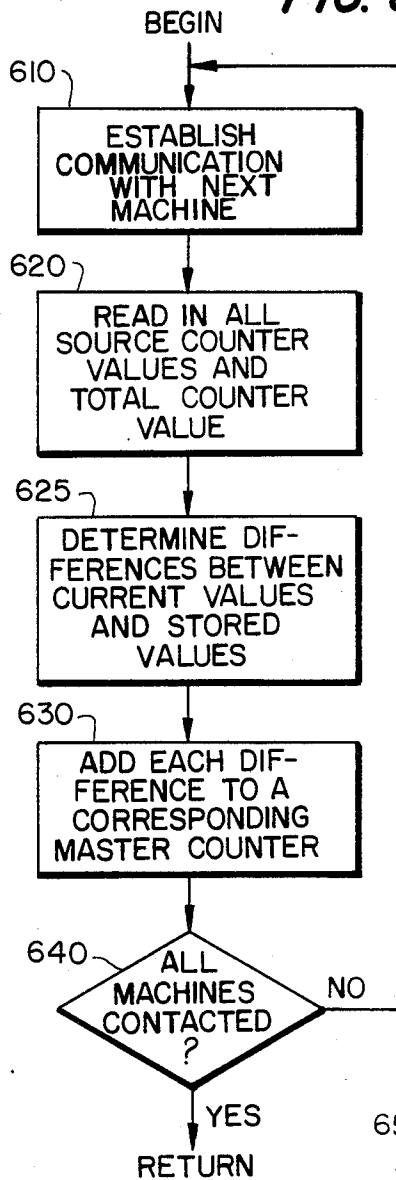 FIG.
BEGIN
610
ESTABLISH
COMMUNICATION
WITH NEXT
MACHINE
620
READ IN ALL
SOURCE COUNTER
VALUES AND
TOTAL COUNTER
VALUE
625
DETERMINE DIF-
FERENCES BETWEEN
CURRENT VALUES
AND STORED
VALUES
630
ADD EACH DIF-
FERENCE TO A
CORRESPONDING
MASTER COUNTER
640
ALL
MACHINES
CONTACTED
?
NO
YES
RETURN